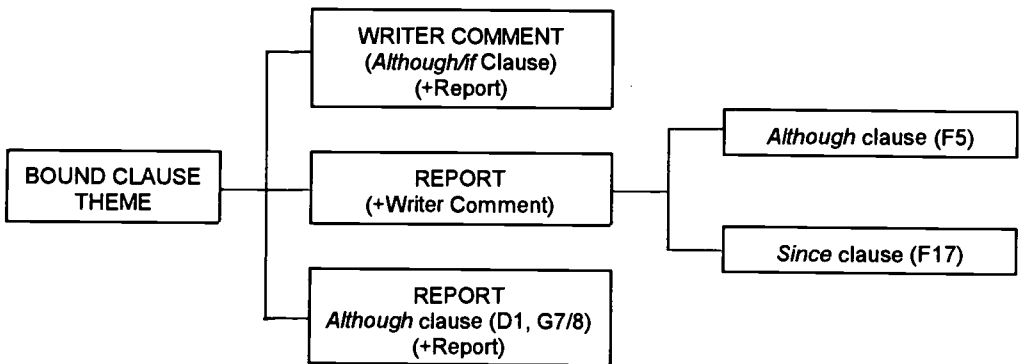 WRITER COMMENT
(Although/if Clause)
(+Report)
BOUND CLAUSE
THEME
REPORT
(+Writer Comment)
Although clause (F5)
Since clause (F17)
REPORT
Although clause (D1, G7/8)
(+Report)